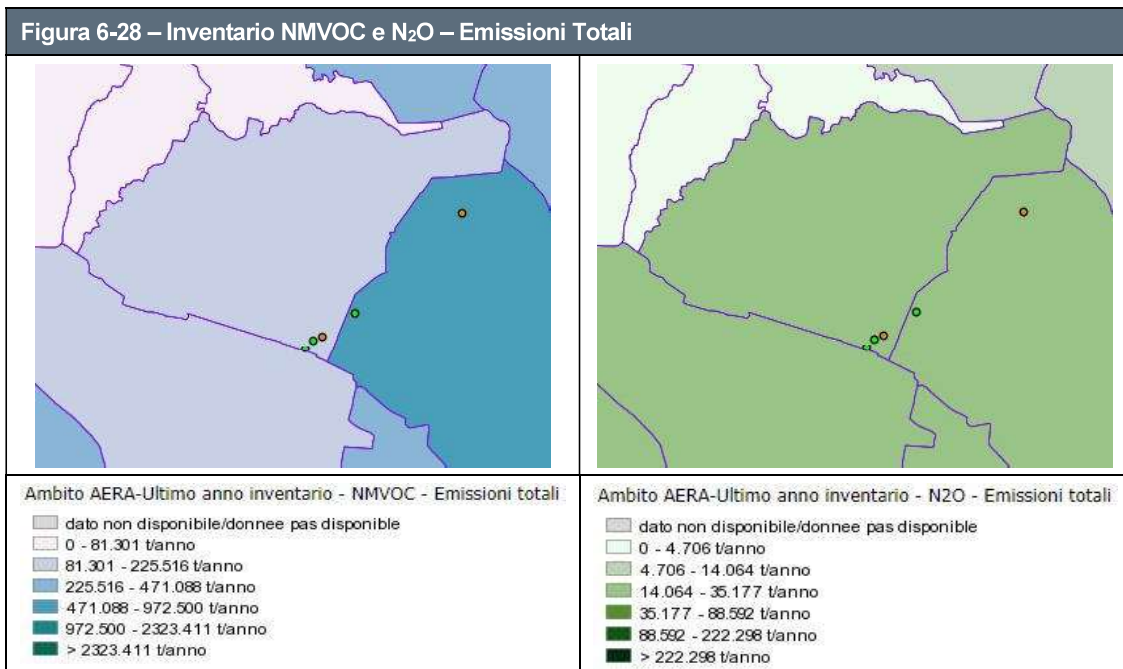 Figura 6-28 – Inventario NMVOC e N₂O – Emissioni Totali
Ambito AERA-Ultimo anno inventario - NMVOC - Emissioni totali
dato non disponibile/donnee pas disponible
0 - 81.301 t/anno
81.301 - 225.516 t/anno
225.516 - 471.088 t/anno
471.088 - 972.500 t/anno
972.500 - 2323.411 t/anno
> 2323.411 t/anno
Ambito AERA-Ultimo anno inventario - N2O - Emissioni totali
dato non disponibile/donnee pas disponible
0 - 4.706 t/anno
4.706 - 14.064 t/anno
14.064 - 35.177 t/anno
35.177 - 88.592 t/anno
88.592 - 222.298 t/anno
> 222.298 t/anno